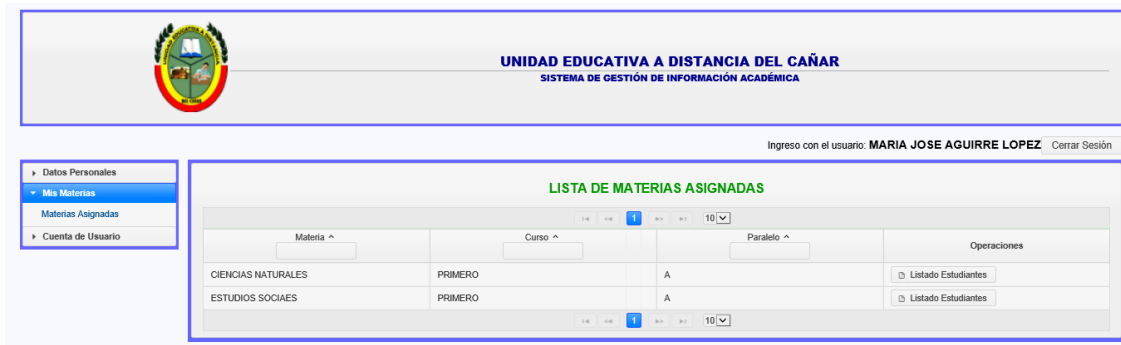 UNIDAD EDUCATIVA A DISTANCIA DEL CAÑAR
SISTEMA DE GESTIÓN DE INFORMACIÓN ACADÉMICA
Ingreso con el usuario: MARIA JOSE AGUIRRE LOPEZ Cerrar Sesión
Datos Personales
Mis Materias
Materias Asignadas
Cuenta de Usuario
LISTA DE MATERIAS ASIGNADAS
1 10
Materia Curso Paralelo Operaciones
CIENCIAS NATURALES PRIMERO A Listado Estudiantes
ESTUDIOS SOCIAES PRIMERO A Listado Estudiantes
1 10